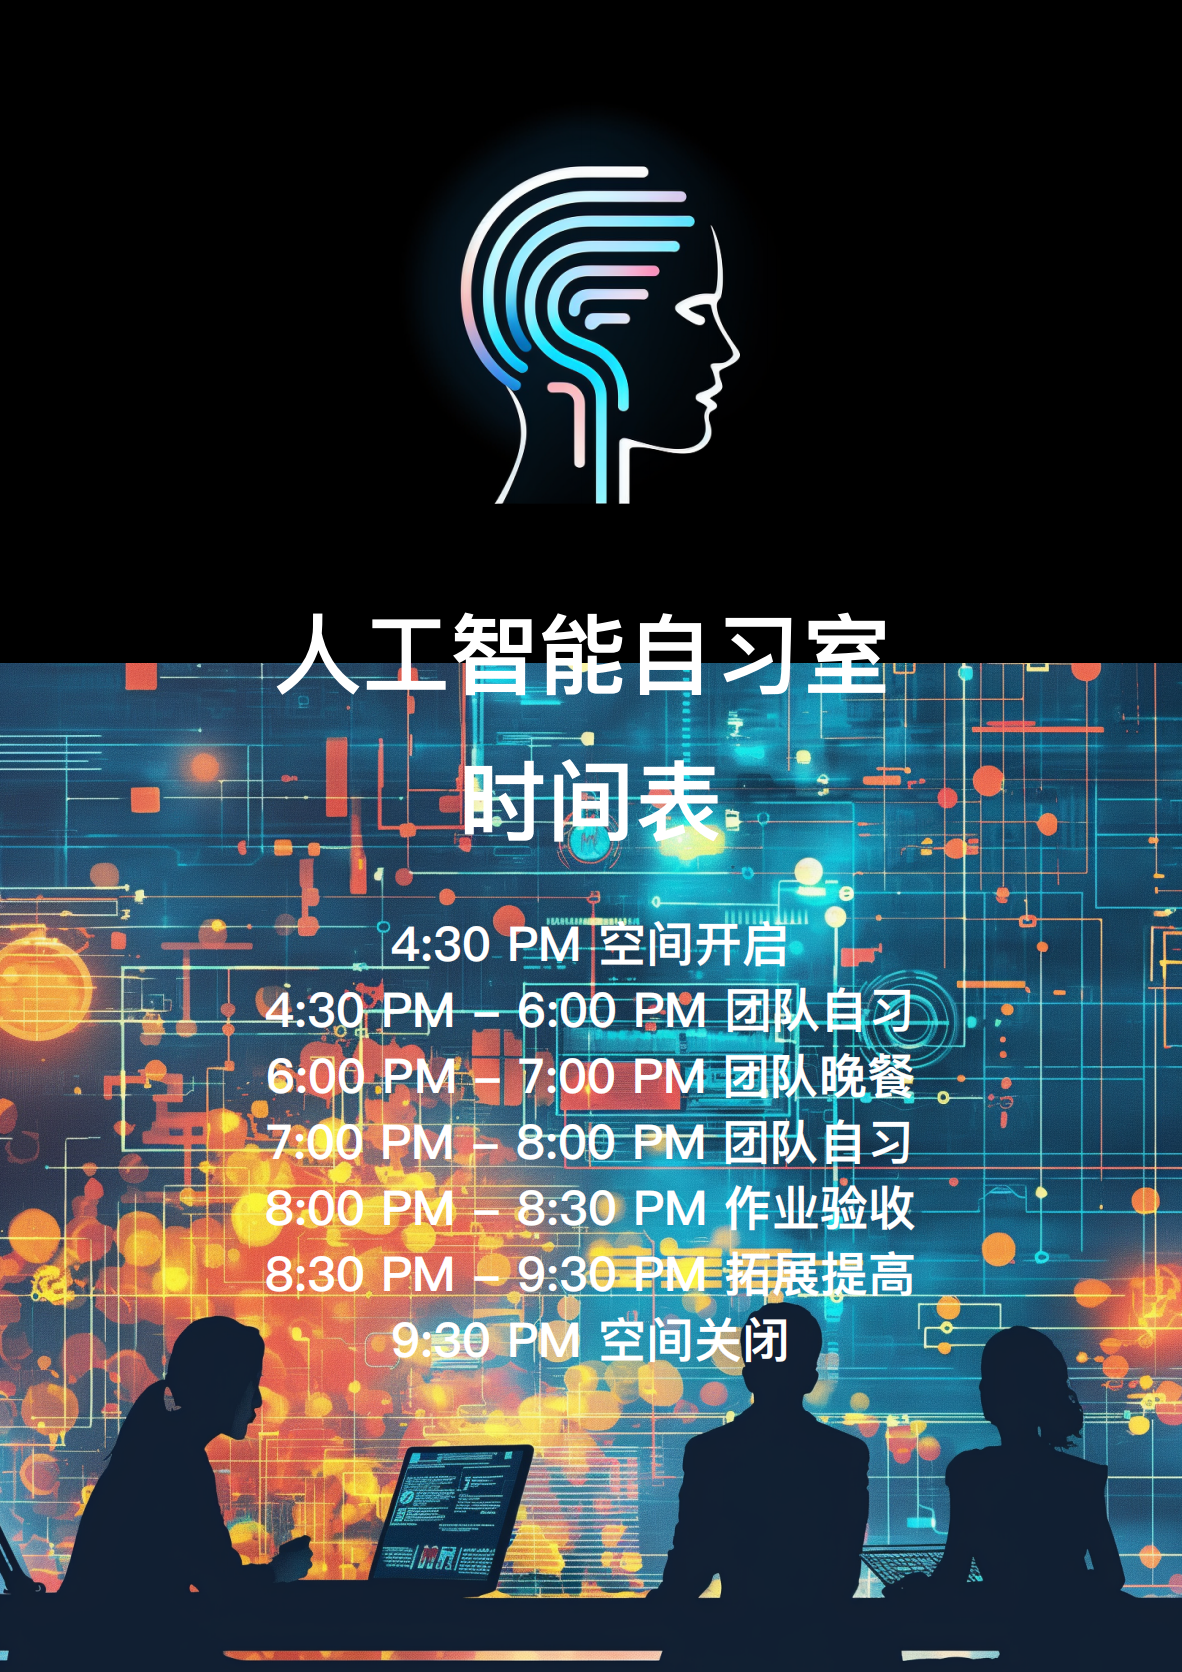 人工智能自习室
时间表
4:30 PM 空间开启
4:30 PM – 6:00 PM 团队自习
6:00 PM – 7:00 PM 团队晚餐
7:00 PM – 8:00 PM 团队自习
8:00 PM – 8:30 PM 作业验收
8:30 PM – 9:30 PM 拓展提高
9:30 PM 空间关闭